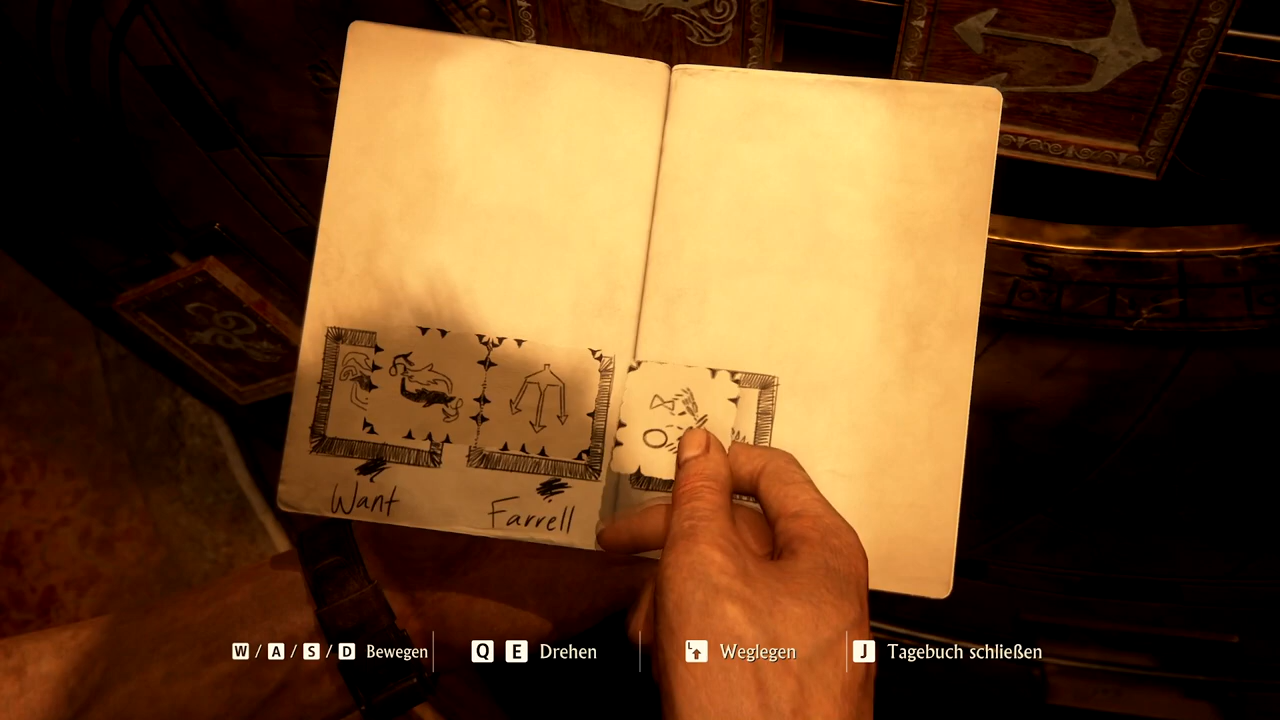 Want
Farrell
W / A / S / D Bewegen
Q E Drehen
L Weglegen
J Tagebuch schließen